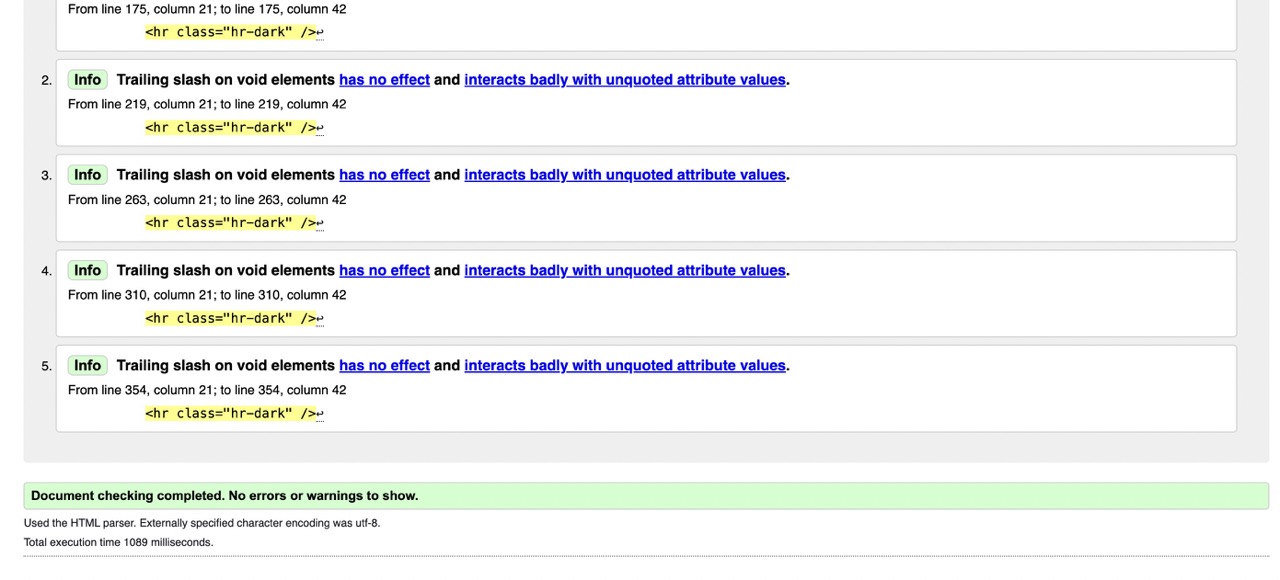 From line 175, column 21; to line 175, column 42
<hr class="hr-dark" />↩
2. Info Trailing slash on void elements has no effect and interacts badly with unquoted attribute values.
From line 219, column 21; to line 219, column 42
<hr class="hr-dark" />↩
3. Info Trailing slash on void elements has no effect and interacts badly with unquoted attribute values.
From line 263, column 21; to line 263, column 42
<hr class="hr-dark" />↩
4. Info Trailing slash on void elements has no effect and interacts badly with unquoted attribute values.
From line 310, column 21; to line 310, column 42
<hr class="hr-dark" />↩
5. Info Trailing slash on void elements has no effect and interacts badly with unquoted attribute values.
From line 354, column 21; to line 354, column 42
<hr class="hr-dark" />↩
Document checking completed. No errors or warnings to show.
Used the HTML parser. Externally specified character encoding was utf-8.
Total execution time 1089 milliseconds.